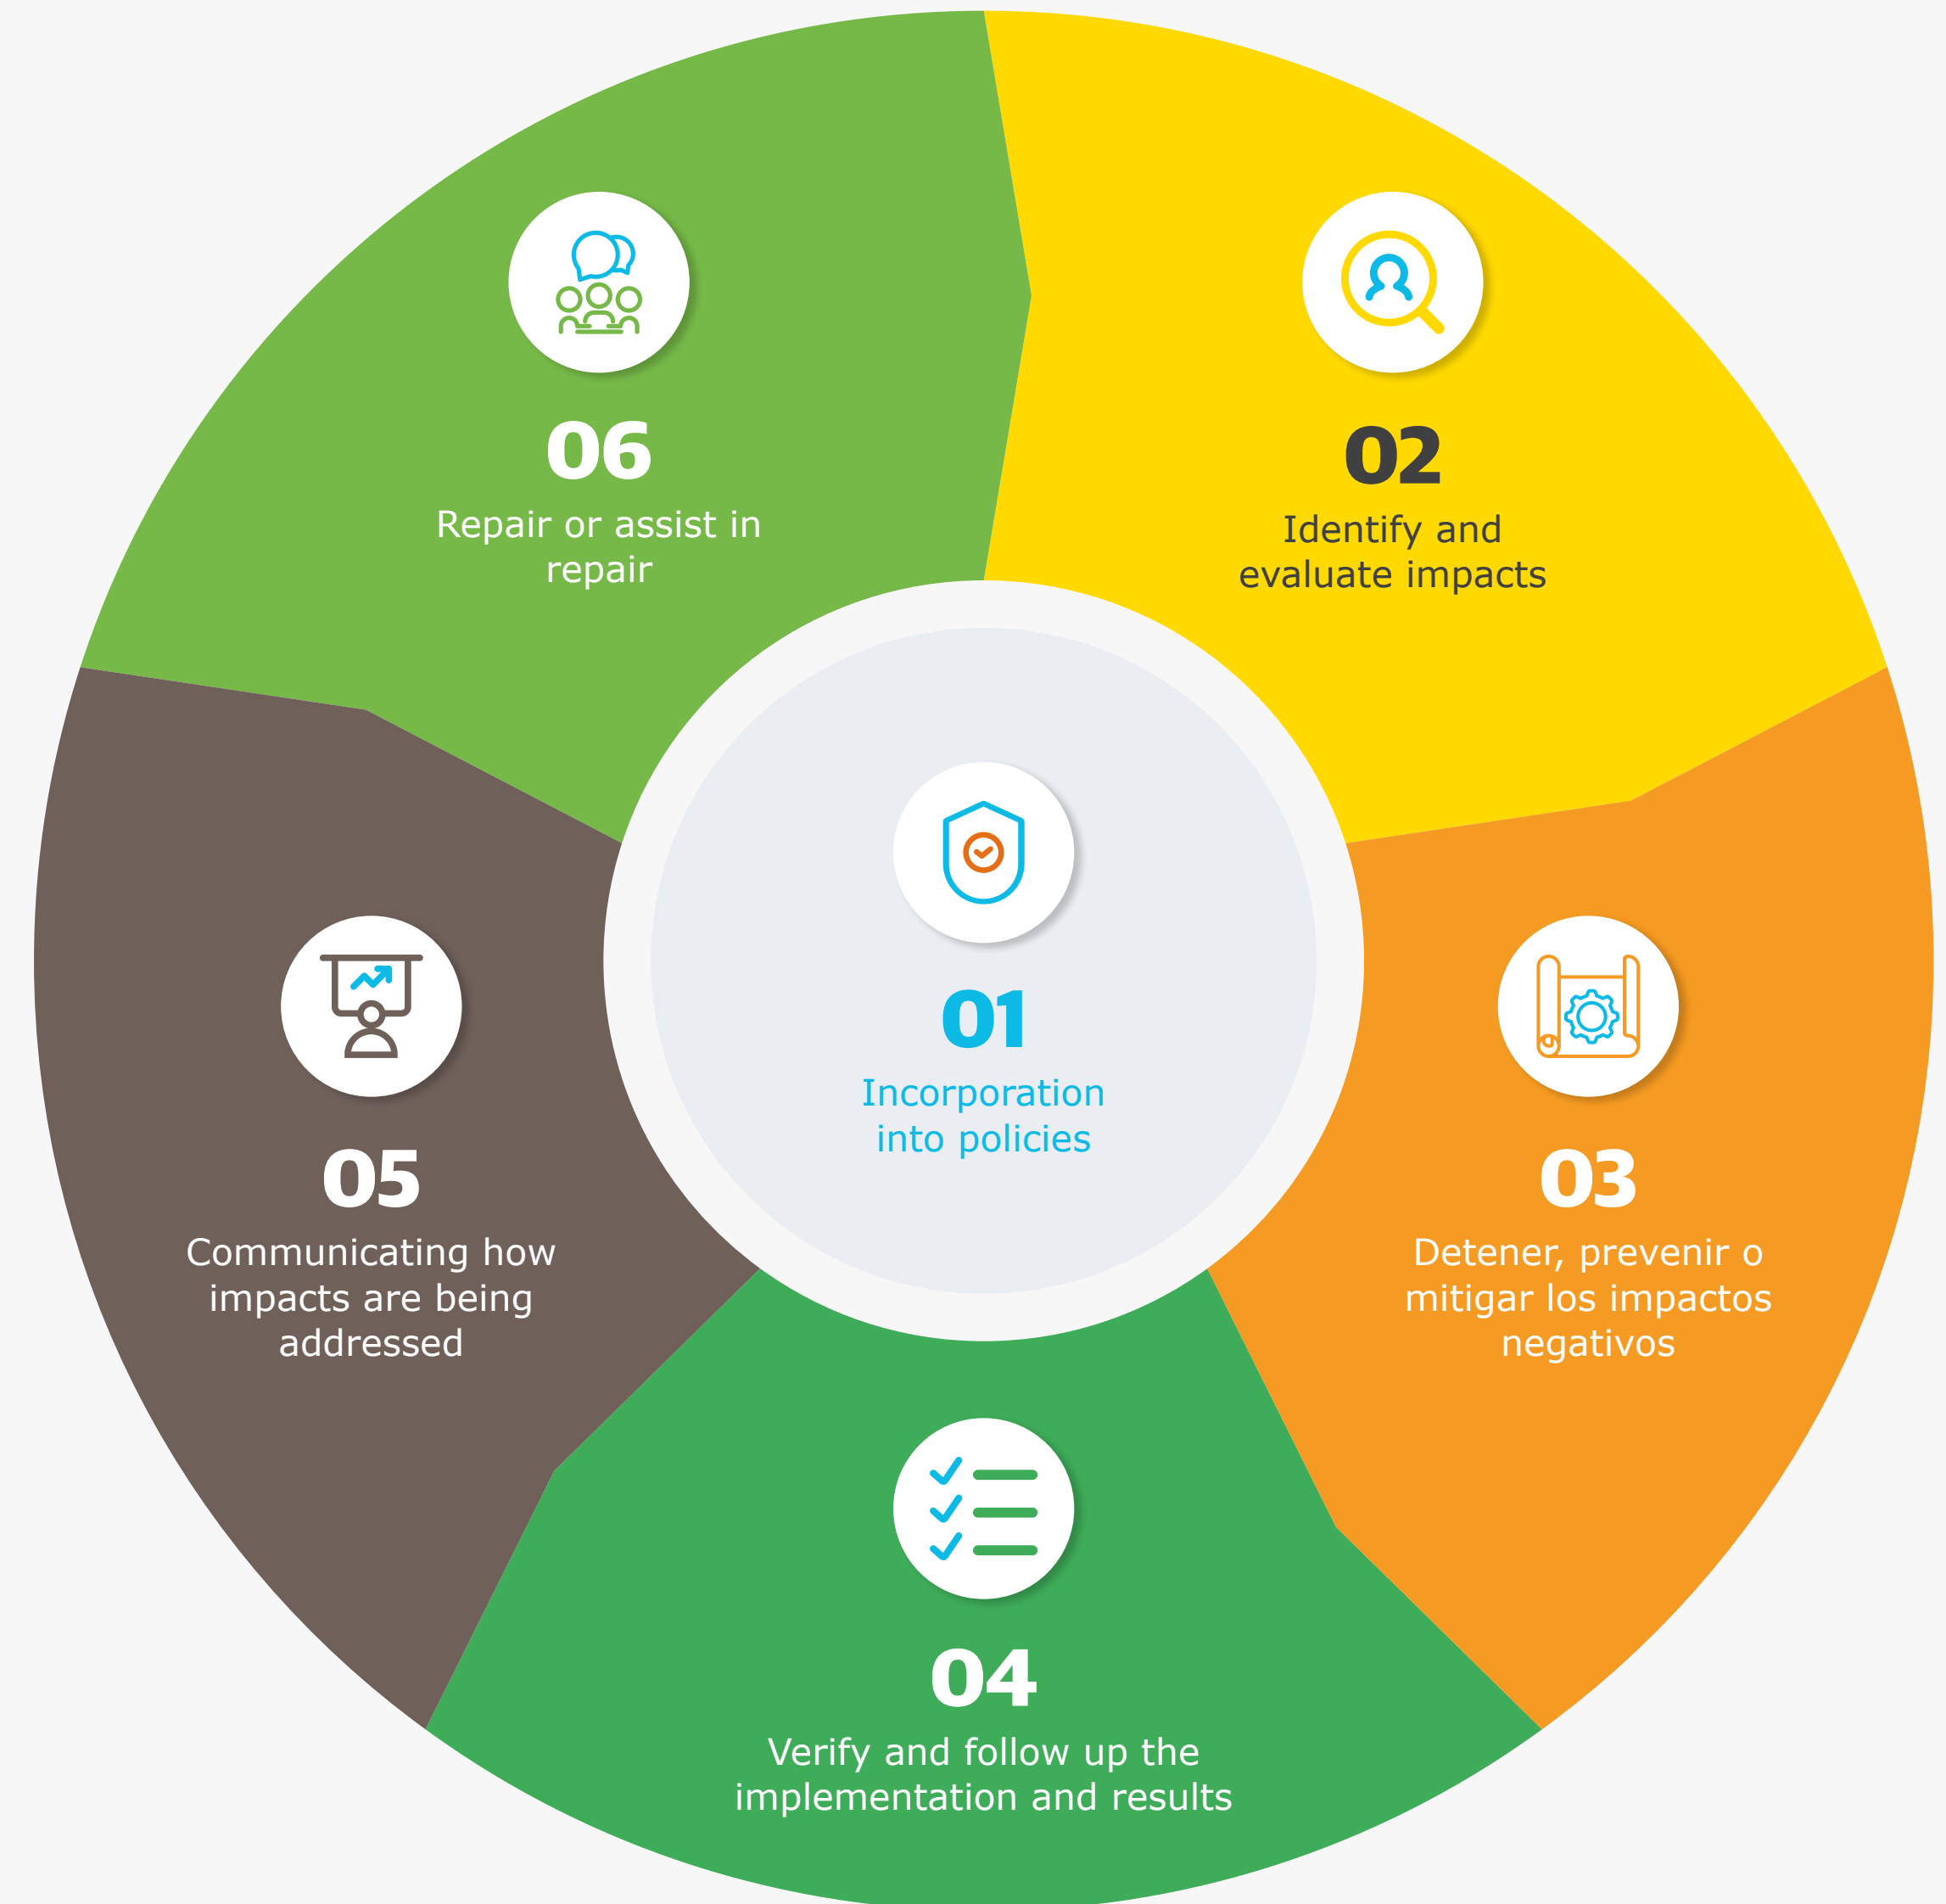 01
Incorporation
into policies
02
Identify and
evaluate impacts
03
Detener, prevenir o
mitigar los impactos
negativos
04
Verify and follow up the
implementation and results
05
Communicating how
impacts are being
addressed
06
Repair or assist in
repair